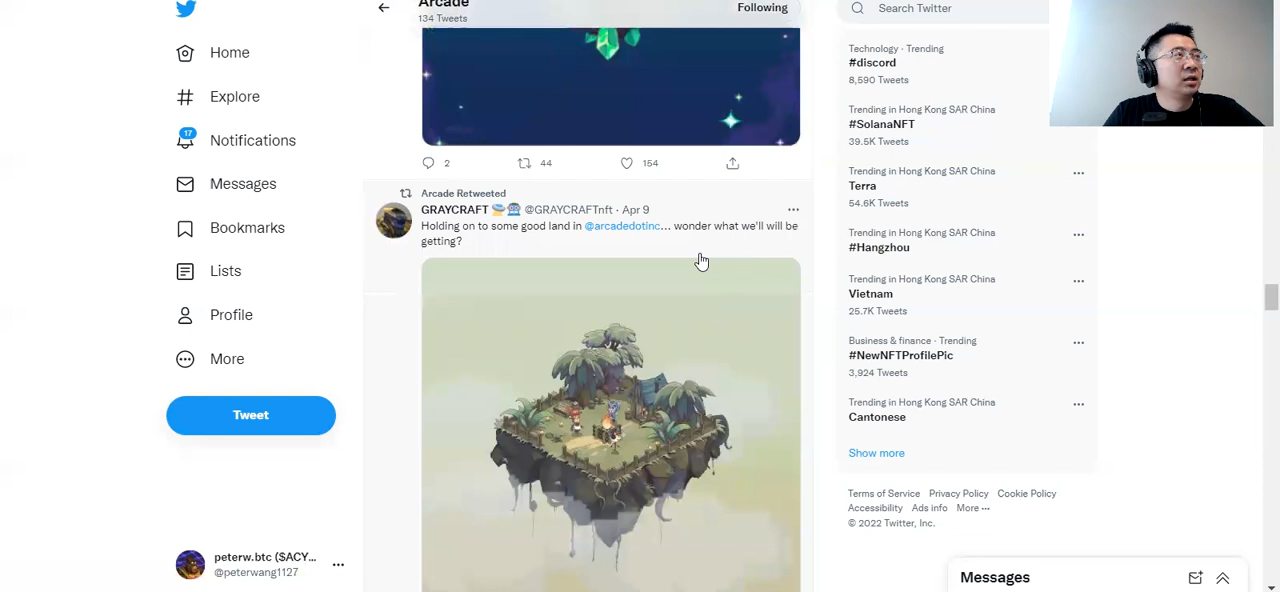 Arcade
134 Tweets
Following
Search Twitter
Home
Explore
17
Notifications
Messages
Bookmarks
Lists
Profile
More
Tweet
peterw.btc ($ACY...
@peterwang1127
2
44
154
Arcade Retweeted
GRAYCRAFT @GRAYCRAFTnft · Apr 9
Holding on to some good land in @arcadedotinc... wonder what we'll will be
getting?
Technology · Trending
#discord
8,590 Tweets
Trending in Hong Kong SAR China
#SolanaNFT
39.5K Tweets
Trending in Hong Kong SAR China
Terra
54.6K Tweets
Trending in Hong Kong SAR China
#Hangzhou
Trending in Hong Kong SAR China
Vietnam
25.7K Tweets
Business & finance · Trending
#NewNFTProfilePic
3,924 Tweets
Trending in Hong Kong SAR China
Cantonese
Show more
Terms of Service Privacy Policy Cookie Policy
Accessibility Ads info More ···
© 2022 Twitter, Inc.
Messages